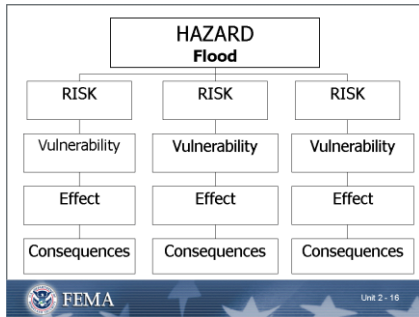 HAZARD
Flood
RISK RISK RISK
Vulnerability Vulnerability Vulnerability
Effect Effect Effect
Consequences Consequences Consequences
FEMA
Unit 2 - 16